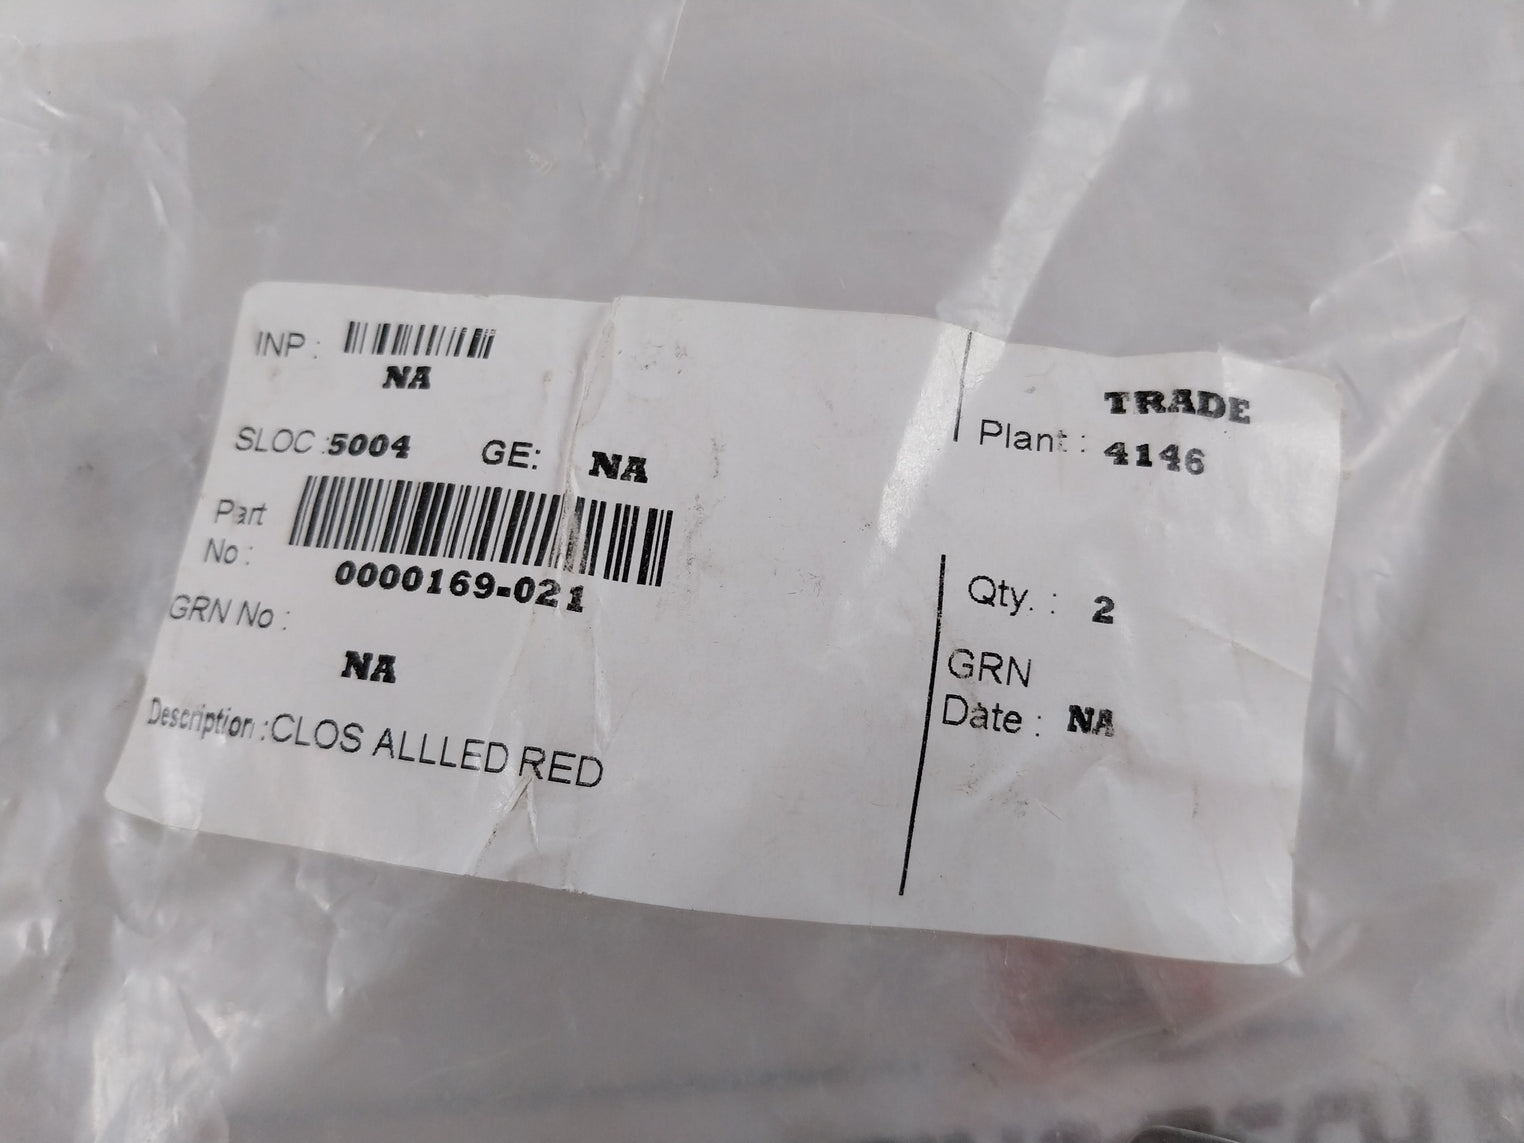 INP :
NA
TRADE
Plant : 4146
SLOC :5004 GE: NA
Part
No :
0000169-021
Qty. : 2
GRN No :
NA
GRN
Date : NA
Description :CLOS ALLLED RED